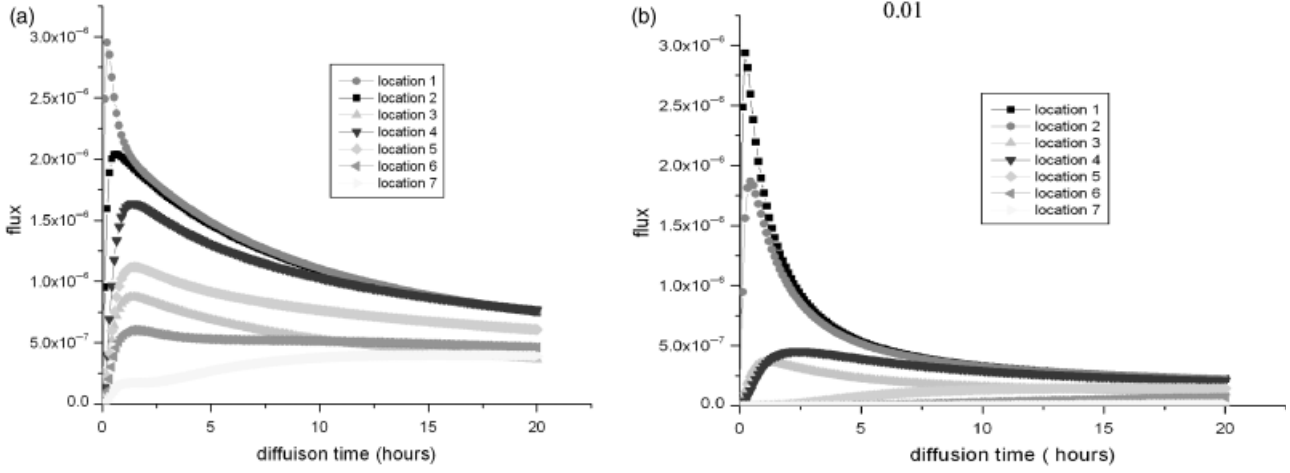 (a)
3.0x10⁻⁶
2.5x10⁻⁶
2.0x10⁻⁶
1.5x10⁻⁶
1.0x10⁻⁶
5.0x10⁻⁷
0.0
flux
location 1
location 2
location 3
location 4
location 5
location 6
location 7
0 5 10 15 20
diffuison time (hours)
(b)
0.01
3.0x10⁻⁶
2.5x10⁻⁶
2.0x10⁻⁶
1.5x10⁻⁶
1.0x10⁻⁶
5.0x10⁻⁷
0.0
flux
location 1
location 2
location 3
location 4
location 5
location 6
location 7
0 5 10 15 20
diffusion time ( hours)